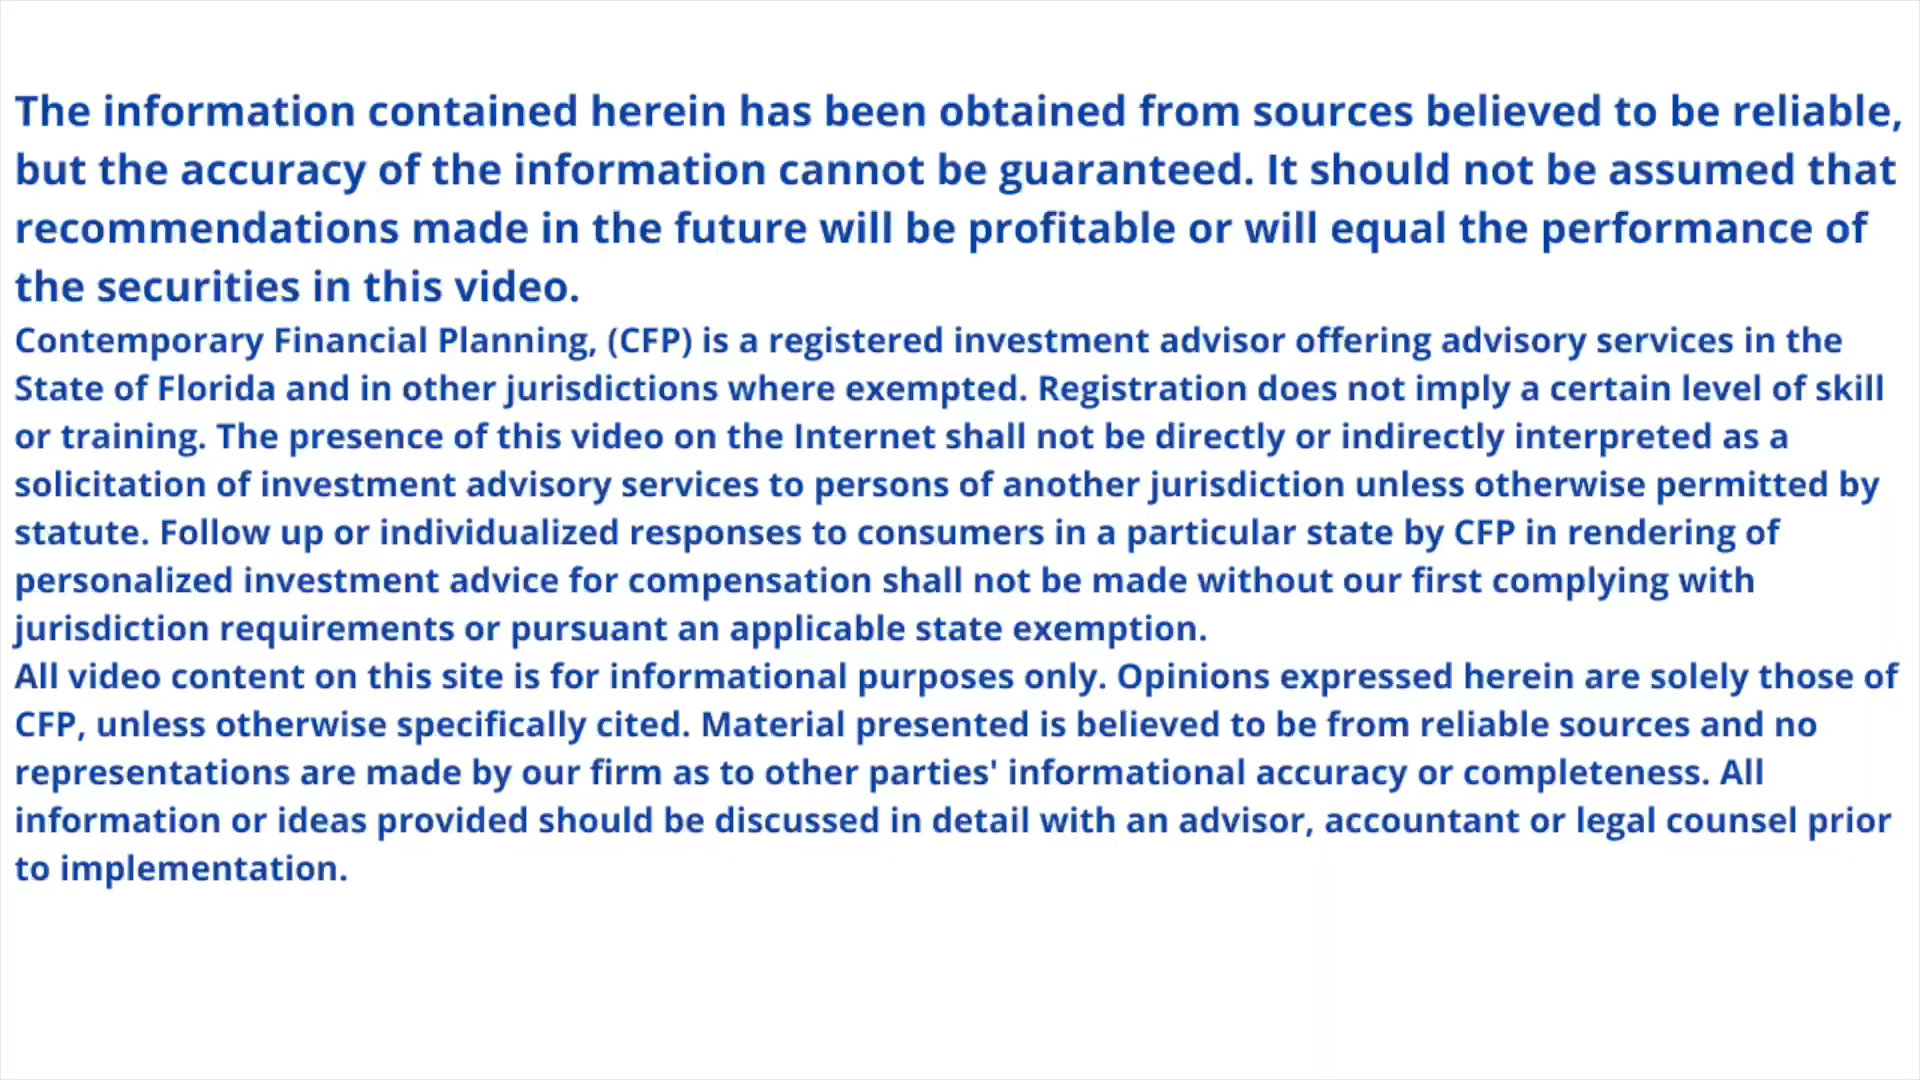 The information contained herein has been obtained from sources believed to be reliable,
but the accuracy of the information cannot be guaranteed. It should not be assumed that
recommendations made in the future will be profitable or will equal the performance of
the securities in this video.
Contemporary Financial Planning, (CFP) is a registered investment advisor offering advisory services in the
State of Florida and in other jurisdictions where exempted. Registration does not imply a certain level of skill
or training. The presence of this video on the Internet shall not be directly or indirectly interpreted as a
solicitation of investment advisory services to persons of another jurisdiction unless otherwise permitted by
statute. Follow up or individualized responses to consumers in a particular state by CFP in rendering of
personalized investment advice for compensation shall not be made without our first complying with
jurisdiction requirements or pursuant an applicable state exemption.
All video content on this site is for informational purposes only. Opinions expressed herein are solely those of
CFP, unless otherwise specifically cited. Material presented is believed to be from reliable sources and no
representations are made by our firm as to other parties' informational accuracy or completeness. All
information or ideas provided should be discussed in detail with an advisor, accountant or legal counsel prior
to implementation.